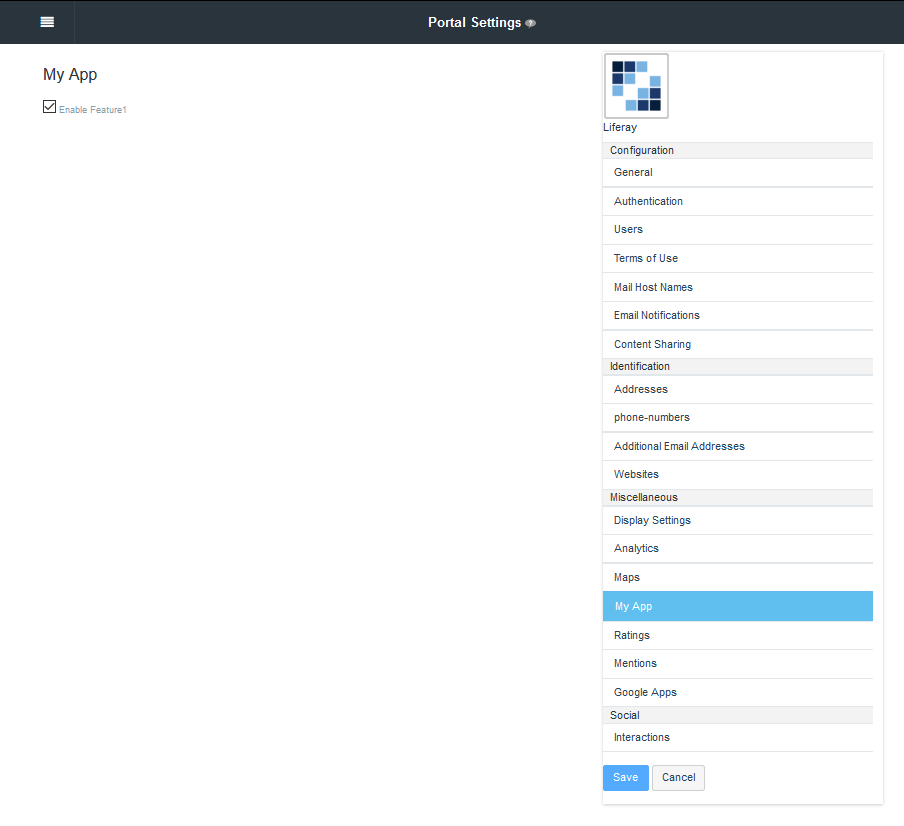 Portal Settings ?
My App
Enable Feature1
Liferay
Configuration
General
Authentication
Users
Terms of Use
Mail Host Names
Email Notifications
Content Sharing
Identification
Addresses
phone-numbers
Additional Email Addresses
Websites
Miscellaneous
Display Settings
Analytics
Maps
My App
Ratings
Mentions
Google Apps
Social
Interactions
Save Cancel